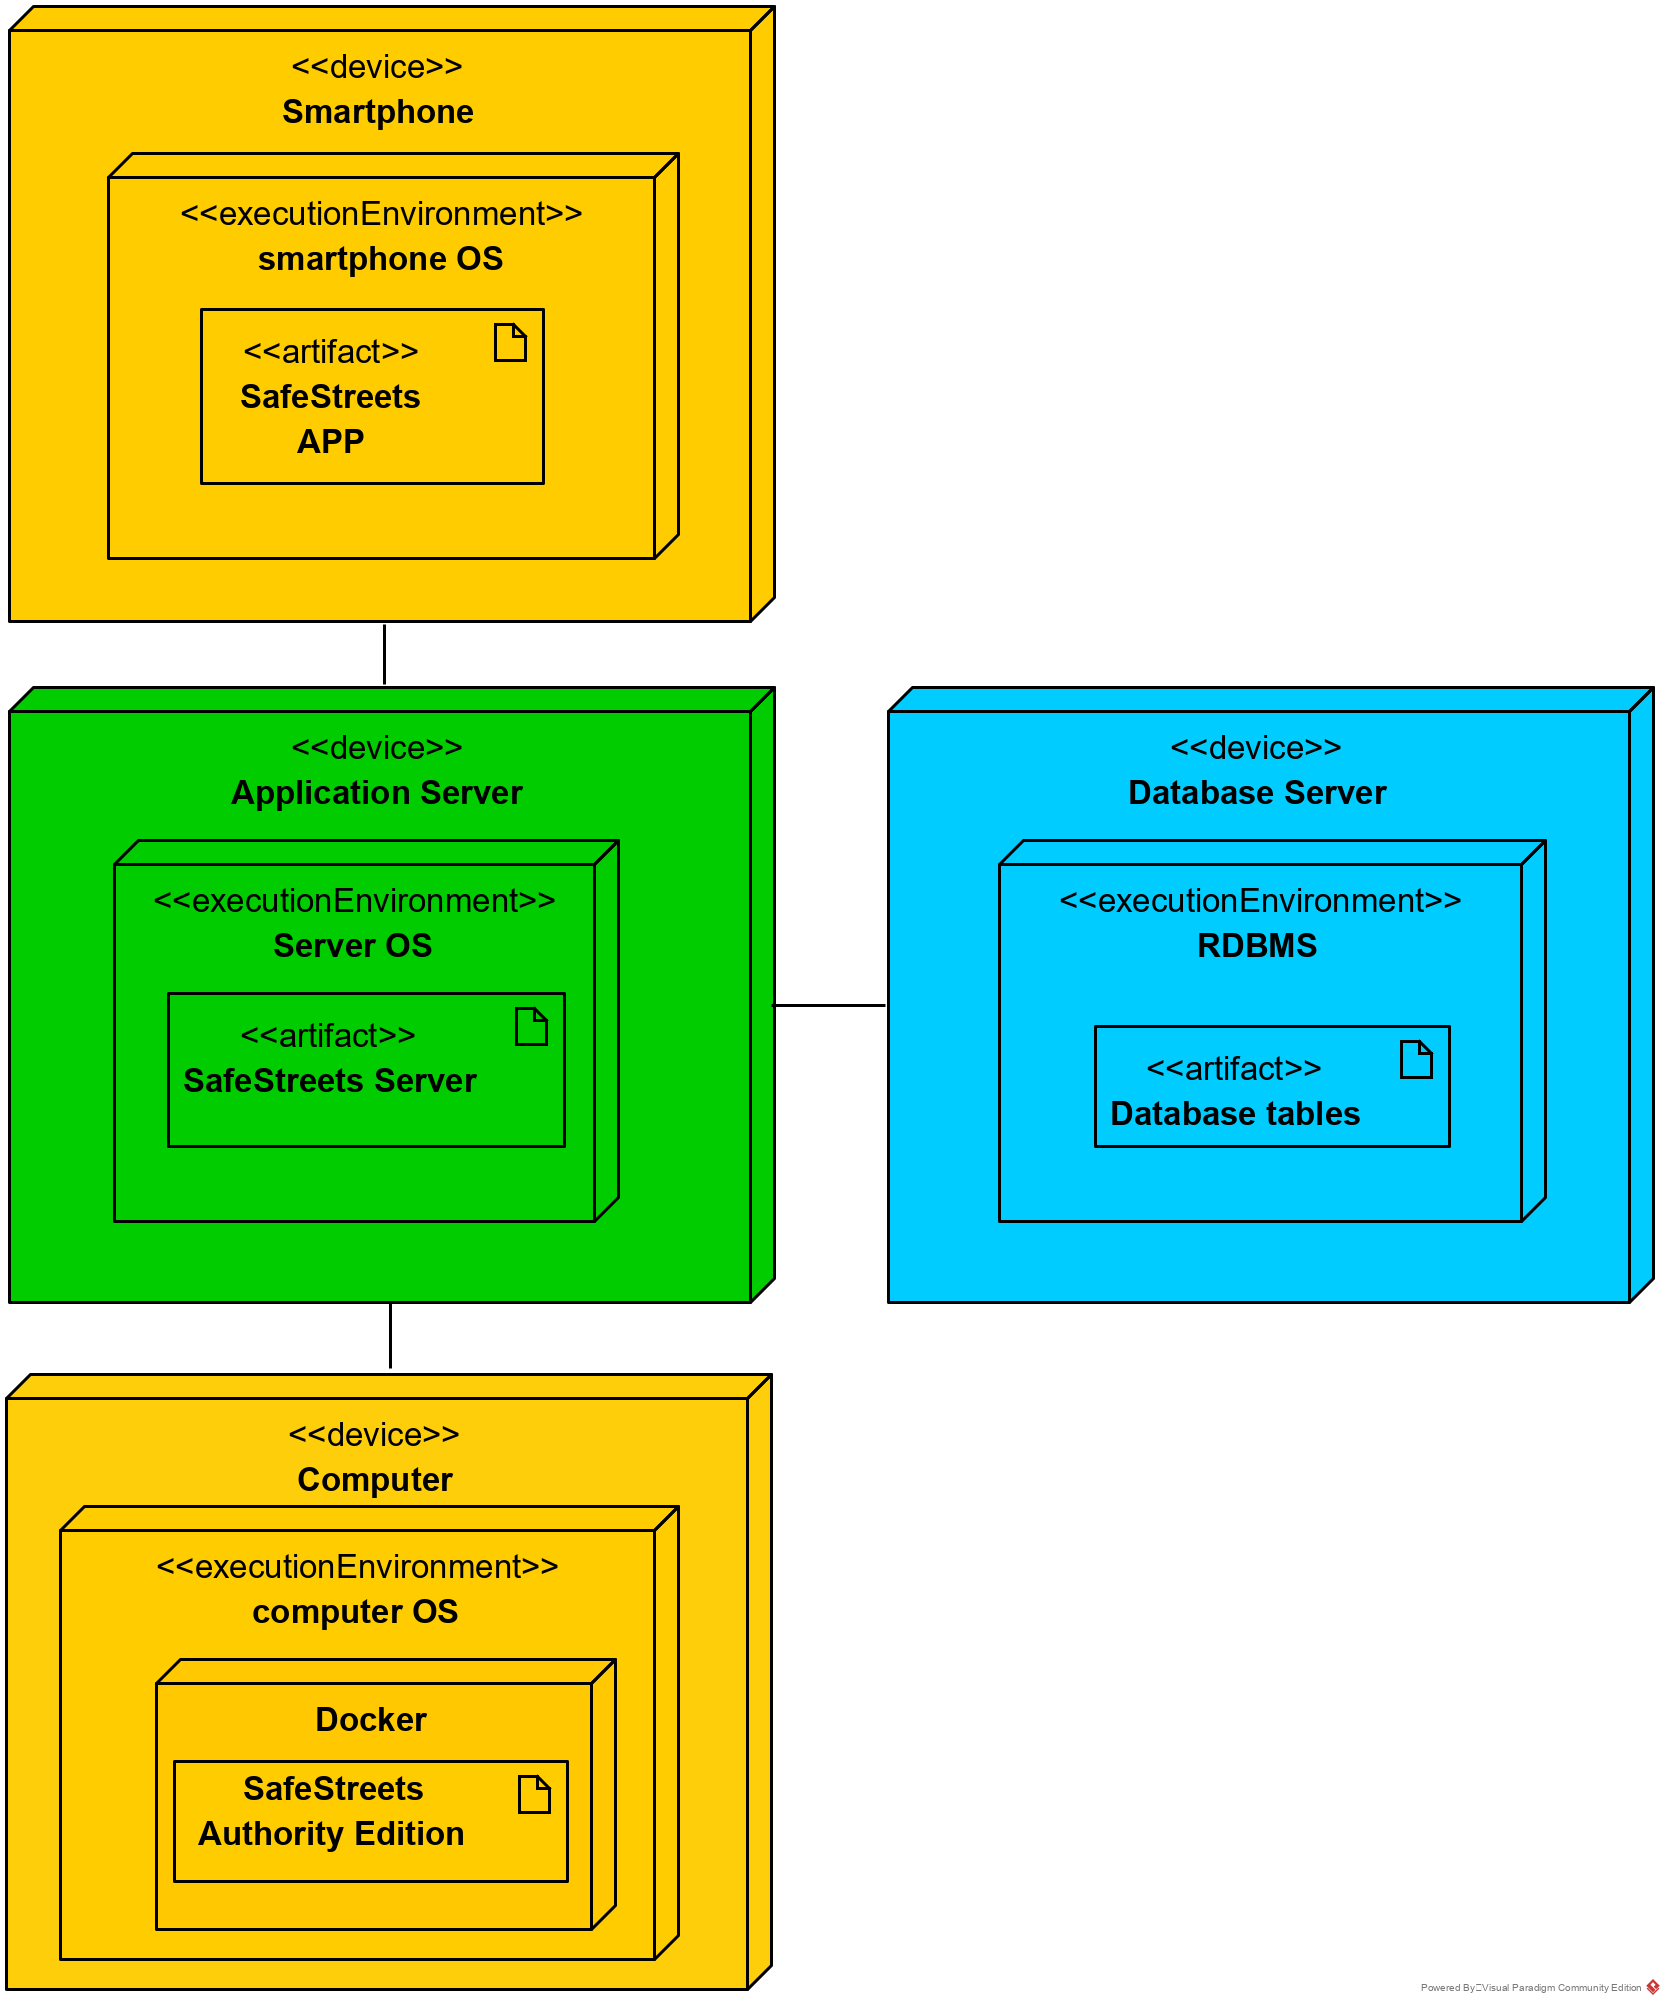 <<device>>
Smartphone
<<executionEnvironment>>
smartphone OS
<<artifact>>
SafeStreets
APP
<<device>>
Application Server
<<executionEnvironment>>
Server OS
<<artifact>>
SafeStreets Server
<<device>>
Database Server
<<executionEnvironment>>
RDBMS
<<artifact>>
Database tables
<<device>>
Computer
<<executionEnvironment>>
computer OS
Docker
SafeStreets
Authority Edition
Powered By Visual Paradigm Community Edition